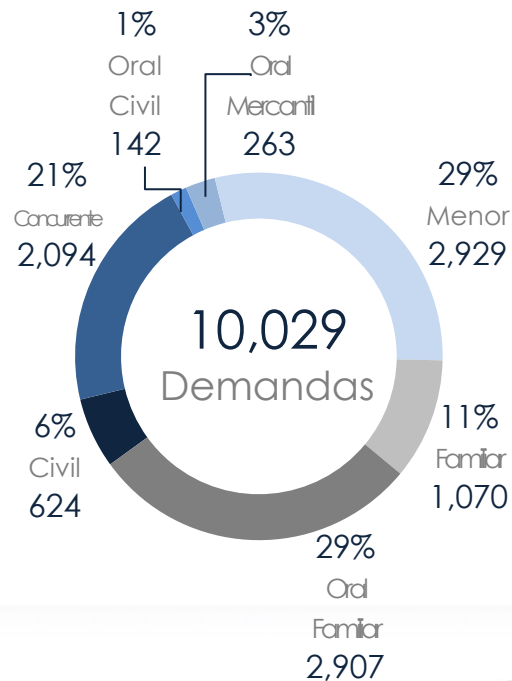 1%
Oral
Civil
142
3%
Oral
Mercantil
263
29%
Menor
2,929
21%
Concurrente
2,094
10,029
Demandas
11%
Familiar
1,070
6%
Civil
624
29%
Oral
Familiar
2,907